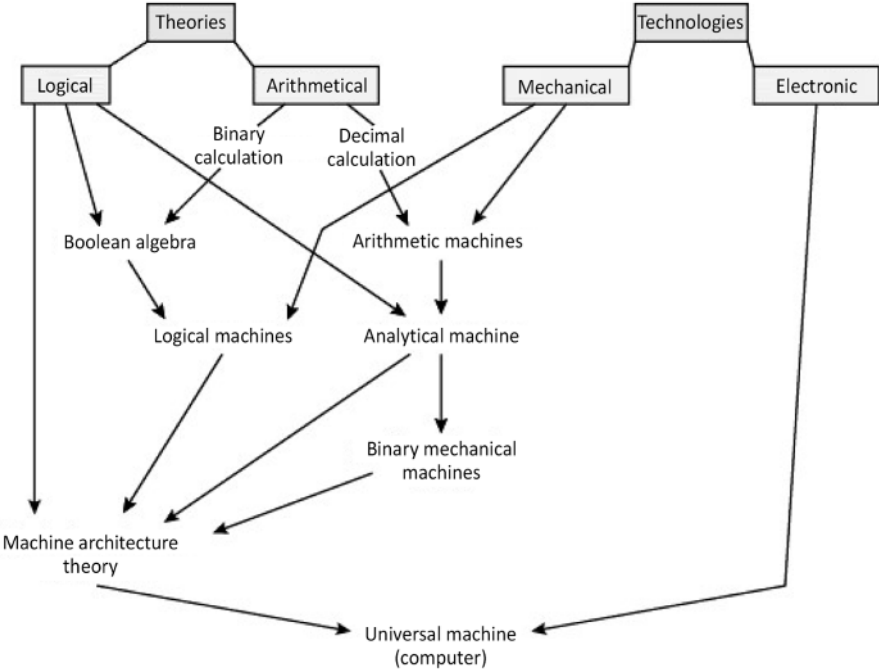 Theories
Technologies
Logical
Arithmetical
Mechanical
Electronic
Binary
calculation
Decimal
calculation
Boolean algebra
Arithmetic machines
Logical machines
Analytical machine
Binary mechanical
machines
Machine architecture
theory
Universal machine
(computer)